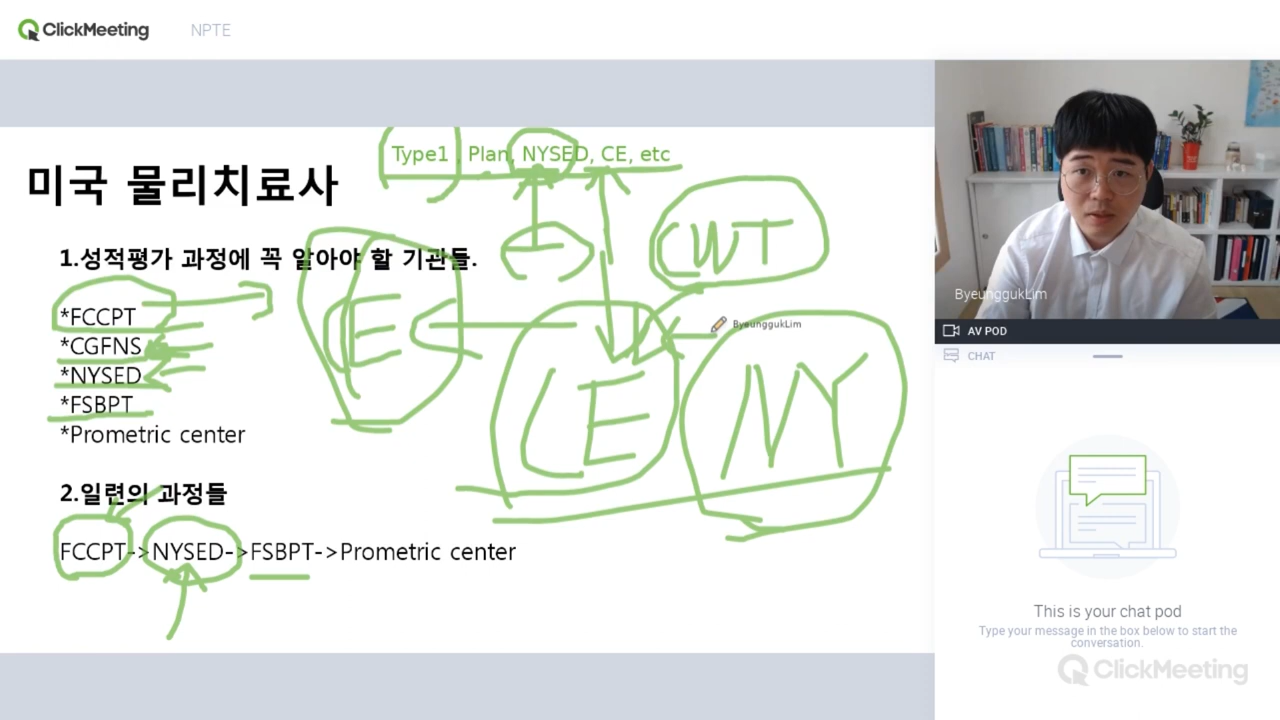 ClickMeeting NPTE
Type1 , Plan, NYSED, CE, etc
미국 물리치료사
1.성적평가 과정에 꼭 알아야 할 기관들.
*FCCPT
*CGFNS
*NYSED
*FSBPT
*Prometric center
CWT
E
CE
NY
ByeunggukLim
2.일련의 과정들
FCCPT->NYSED->FSBPT->Prometric center
ByeunggukLim
AV POD
CHAT
This is your chat pod
Type your message in the box below to start the
conversation.
ClickMeeting